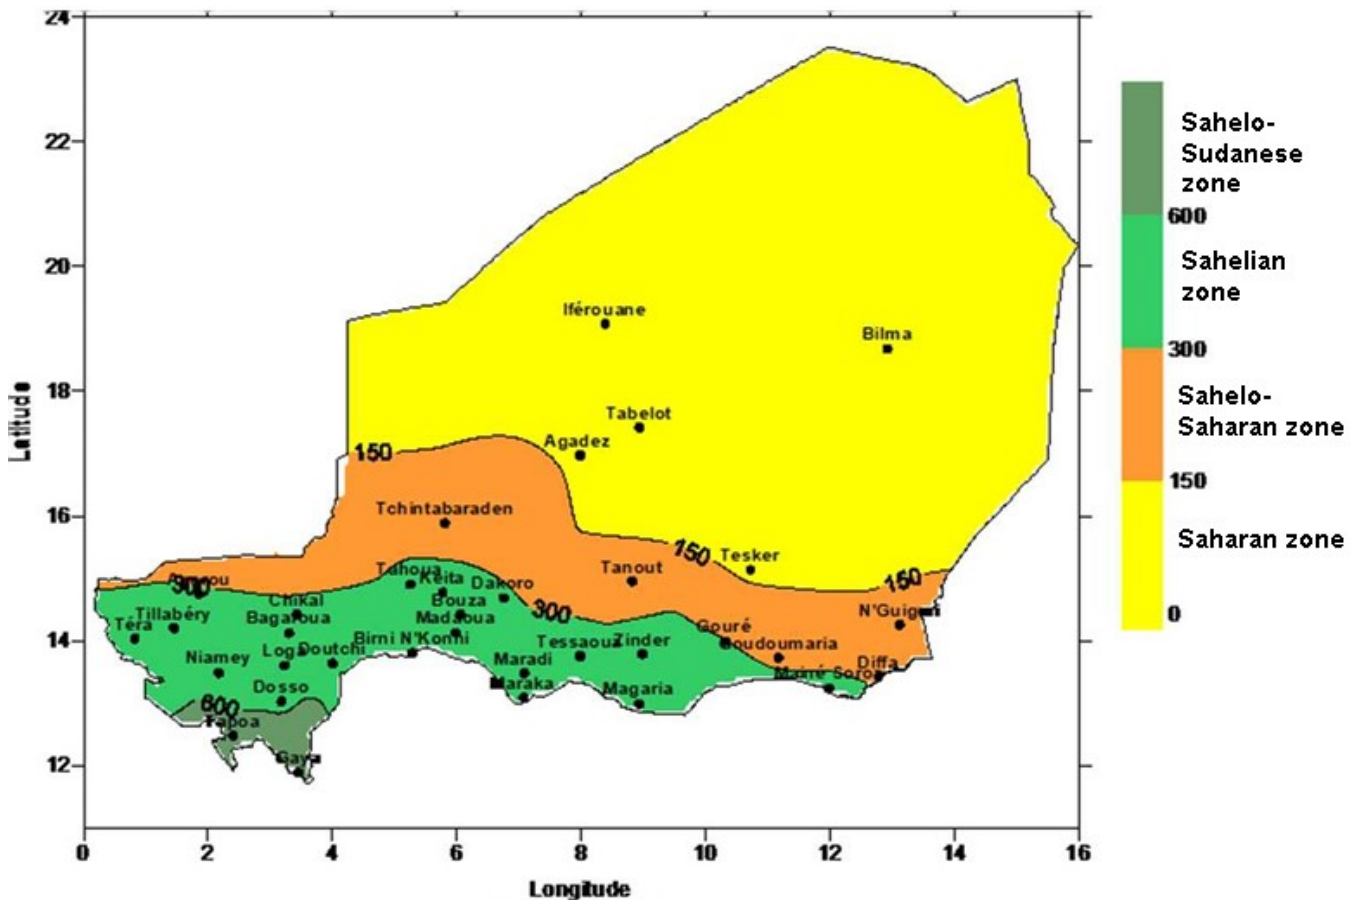 24
22
20
18
16
14
12
Latitude
0
2
4
6
8
10
12
14
16
Longitude
Iférouane
Bilma
Tabelot
Agadez
150
Tchintabaraden
150
Tesker
150
Tanout
Tahoua
Keita
Dakoro
300
300
Chikal
Bouza
N'Guigmi
Tillabéry
Bagaroua
Madaoua
Téra
Birni N'Konni
Tessaoua
Zinder
Gouré
Goudoumaria
Niamey
Loga
Doutchi
Maradi
Diffa
Mainé Soroa
Dosso
Magaria
600
Gaya
Sahelo-
Sudanese
zone
600
Sahelian
zone
300
Sahelo-
Saharan zone
150
Saharan zone
0